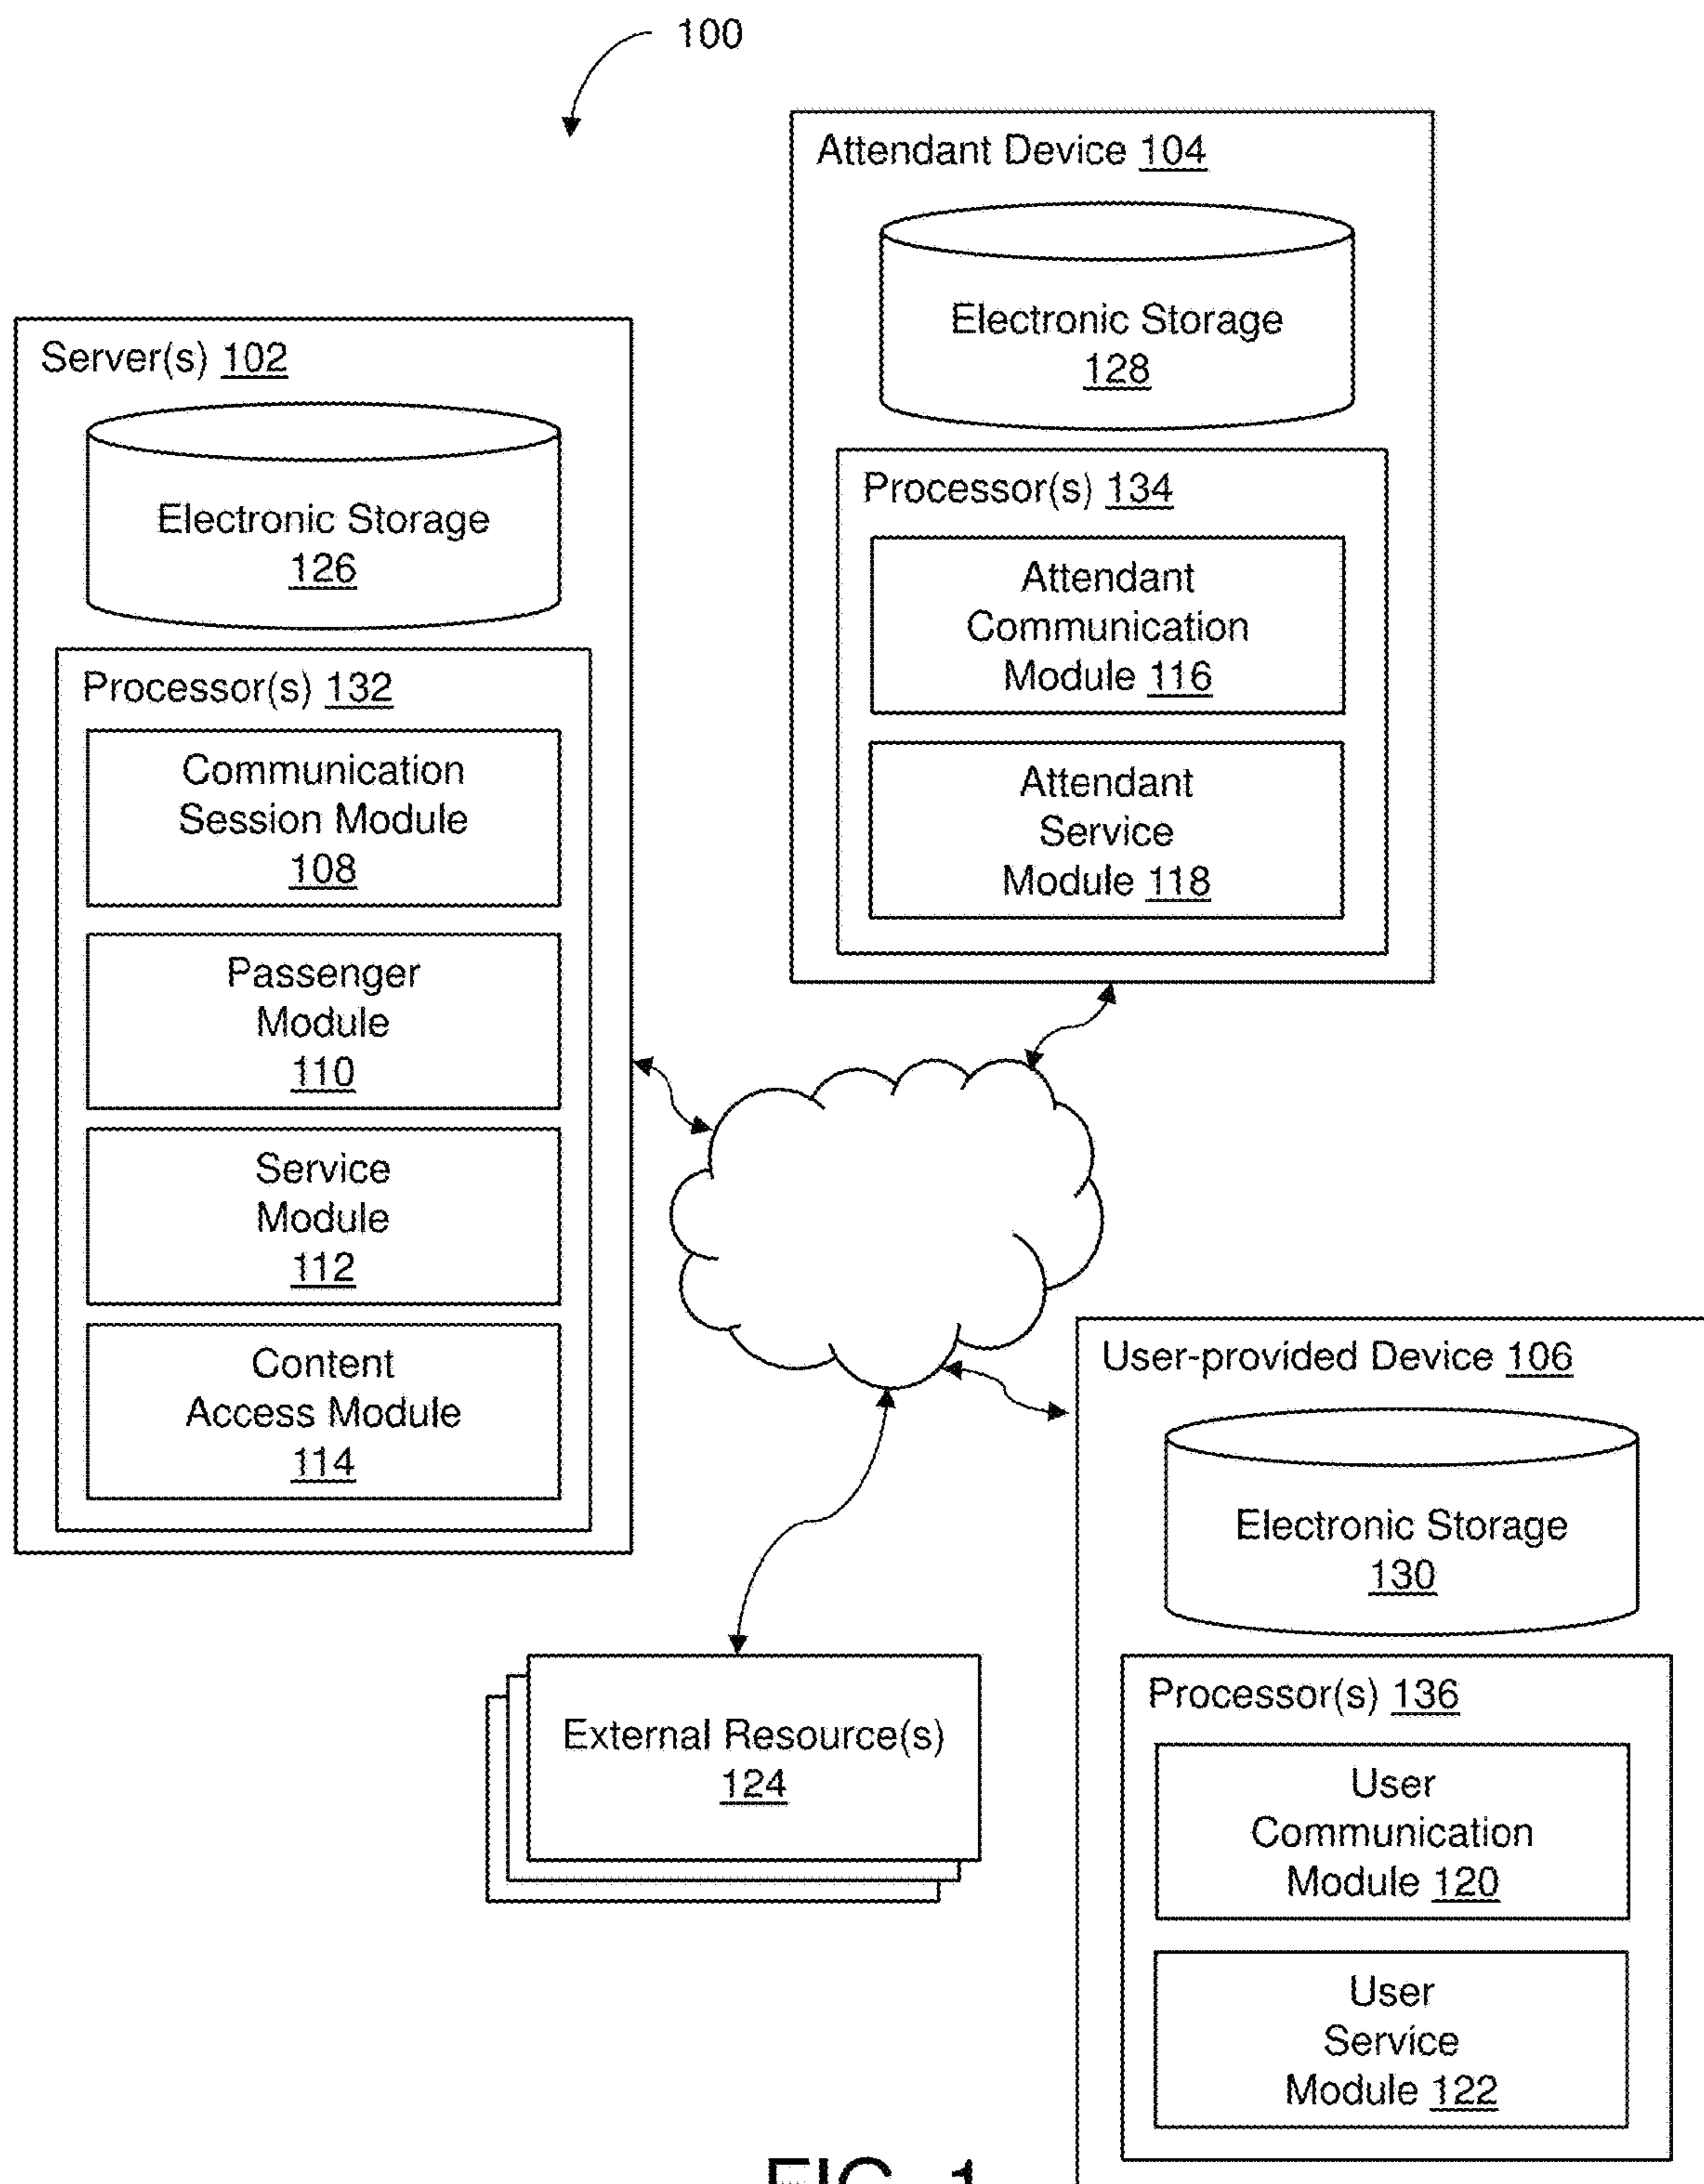 100
Attendant Device 104
Electronic Storage
128
Processor(s) 134
Attendant
Communication
Module 116
Attendant
Service
Module 118
Server(s) 102
Electronic Storage
126
Processor(s) 132
Communication
Session Module
108
Passenger
Module
110
Service
Module
112
Content
Access Module
114
User-provided Device 106
Electronic Storage
130
Processor(s) 136
User
Communication
Module 120
User
Service
Module 122
External Resource(s)
124
FIG. 1